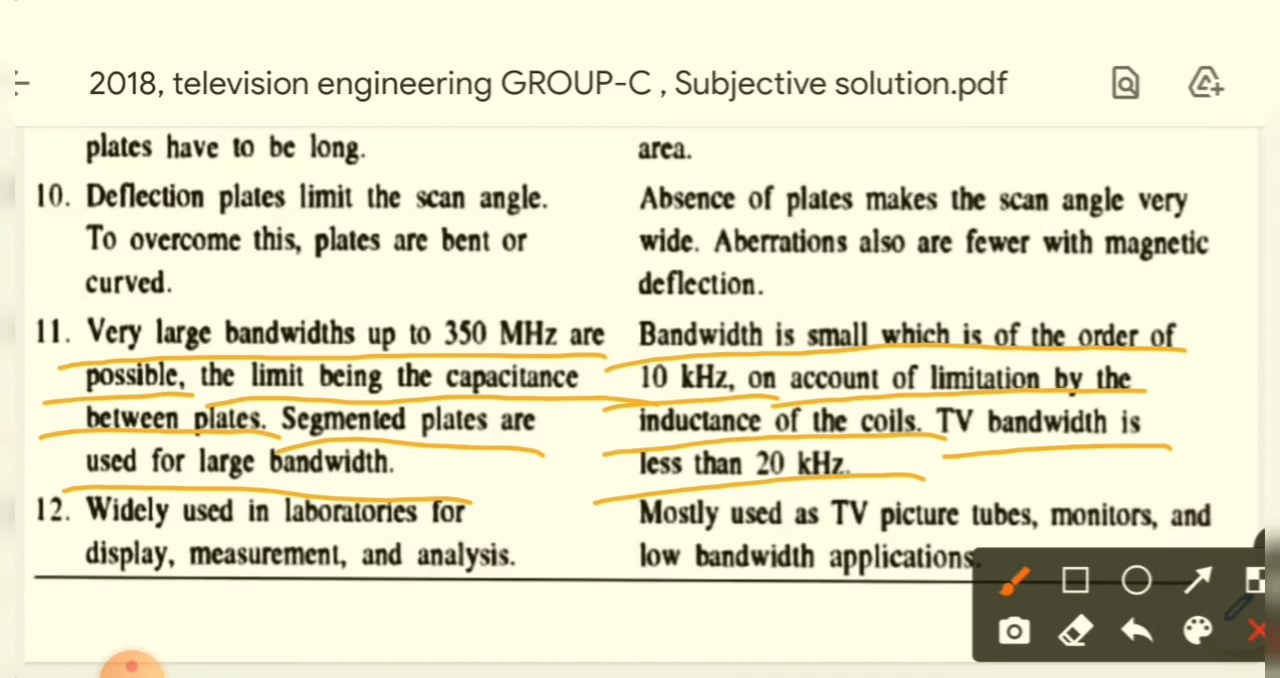 2018, television engineering GROUP-C , Subjective solution.pdf
plates have to be long.
area.
10. Deflection plates limit the scan angle.
To overcome this, plates are bent or
curved.
Absence of plates makes the scan angle very
wide. Aberrations also are fewer with magnetic
deflection.
11. Very large bandwidths up to 350 MHz are
possible, the limit being the capacitance
between plates. Segmented plates are
used for large bandwidth.
Bandwidth is small which is of the order of
10 kHz, on account of limitation by the
inductance of the coils. TV bandwidth is
less than 20 kHz.
12. Widely used in laboratories for
display, measurement, and analysis.
Mostly used as TV picture tubes, monitors, and
low bandwidth applications.